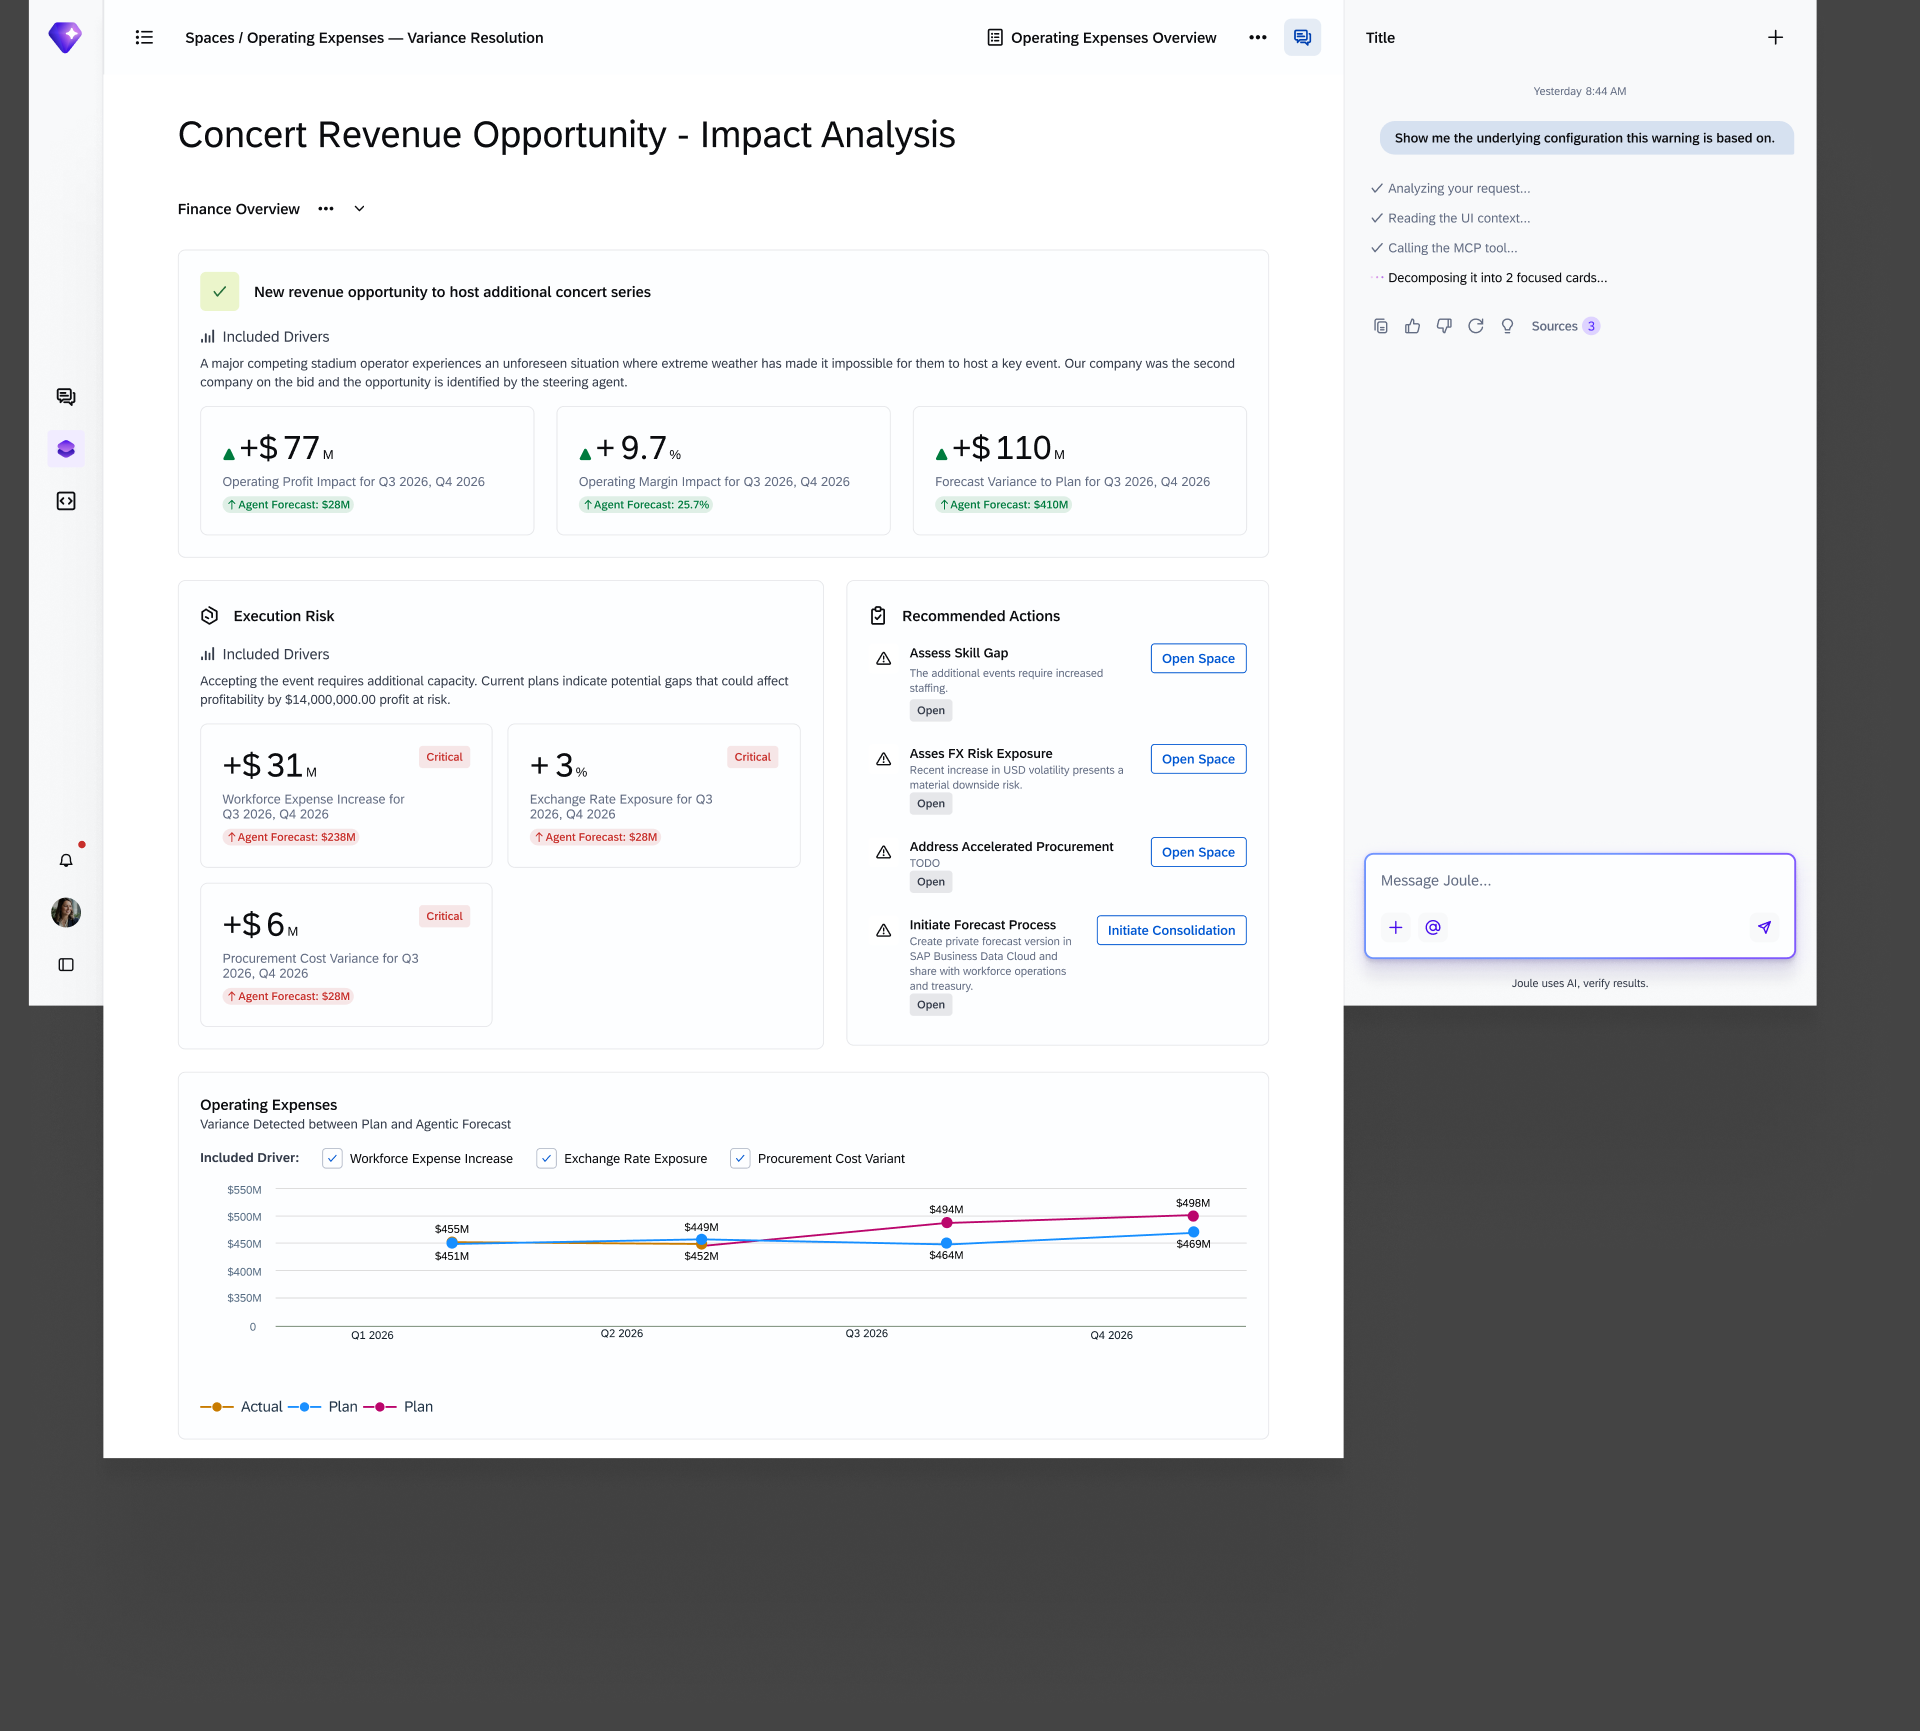 Spaces / Operating Expenses — Variance Resolution
Operating Expenses Overview
Concert Revenue Opportunity - Impact Analysis
Finance Overview
New revenue opportunity to host additional concert series
Included Drivers
A major competing stadium operator experiences an unforeseen situation where extreme weather has made it impossible for them to host a key event. Our company was the second
company on the bid and the opportunity is identified by the steering agent.
+$ 77 M
Operating Profit Impact for Q3 2026, Q4 2026
Agent Forecast: $28M
+ 9.7 %
Operating Margin Impact for Q3 2026, Q4 2026
Agent Forecast: 25.7%
+$ 110 M
Forecast Variance to Plan for Q3 2026, Q4 2026
Agent Forecast: $410M
Execution Risk
Included Drivers
Accepting the event requires additional capacity. Current plans indicate potential gaps that could affect
profitability by $14,000,000.00 profit at risk.
+$ 31 M
Critical
Workforce Expense Increase for
Q3 2026, Q4 2026
Agent Forecast: $238M
+ 3 %
Critical
Exchange Rate Exposure for Q3
2026, Q4 2026
Agent Forecast: $28M
+$ 6 M
Critical
Procurement Cost Variance for Q3
2026, Q4 2026
Agent Forecast: $28M
Recommended Actions
Assess Skill Gap
The additional events require increased
staffing.
Open
Open Space
Asses FX Risk Exposure
Recent increase in USD volatility presents a
material downside risk.
Open
Open Space
Address Accelerated Procurement
TODO
Open
Open Space
Initiate Forecast Process
Create private forecast version in
SAP Business Data Cloud and
share with workforce operations
and treasury.
Open
Initiate Consolidation
Operating Expenses
Variance Detected between Plan and Agentic Forecast
Included Driver:
Workforce Expense Increase
Exchange Rate Exposure
Procurement Cost Variant
$550M
$500M
$450M
$400M
$350M
0
$455M
$451M
$449M
$452M
$494M
$464M
$498M
$469M
Q1 2026
Q2 2026
Q3 2026
Q4 2026
Actual
Plan
Plan
Title
Yesterday 8:44 AM
Show me the underlying configuration this warning is based on.
Analyzing your request...
Reading the UI context...
Calling the MCP tool...
Decomposing it into 2 focused cards...
Sources 3
Message Joule...
Joule uses AI, verify results.